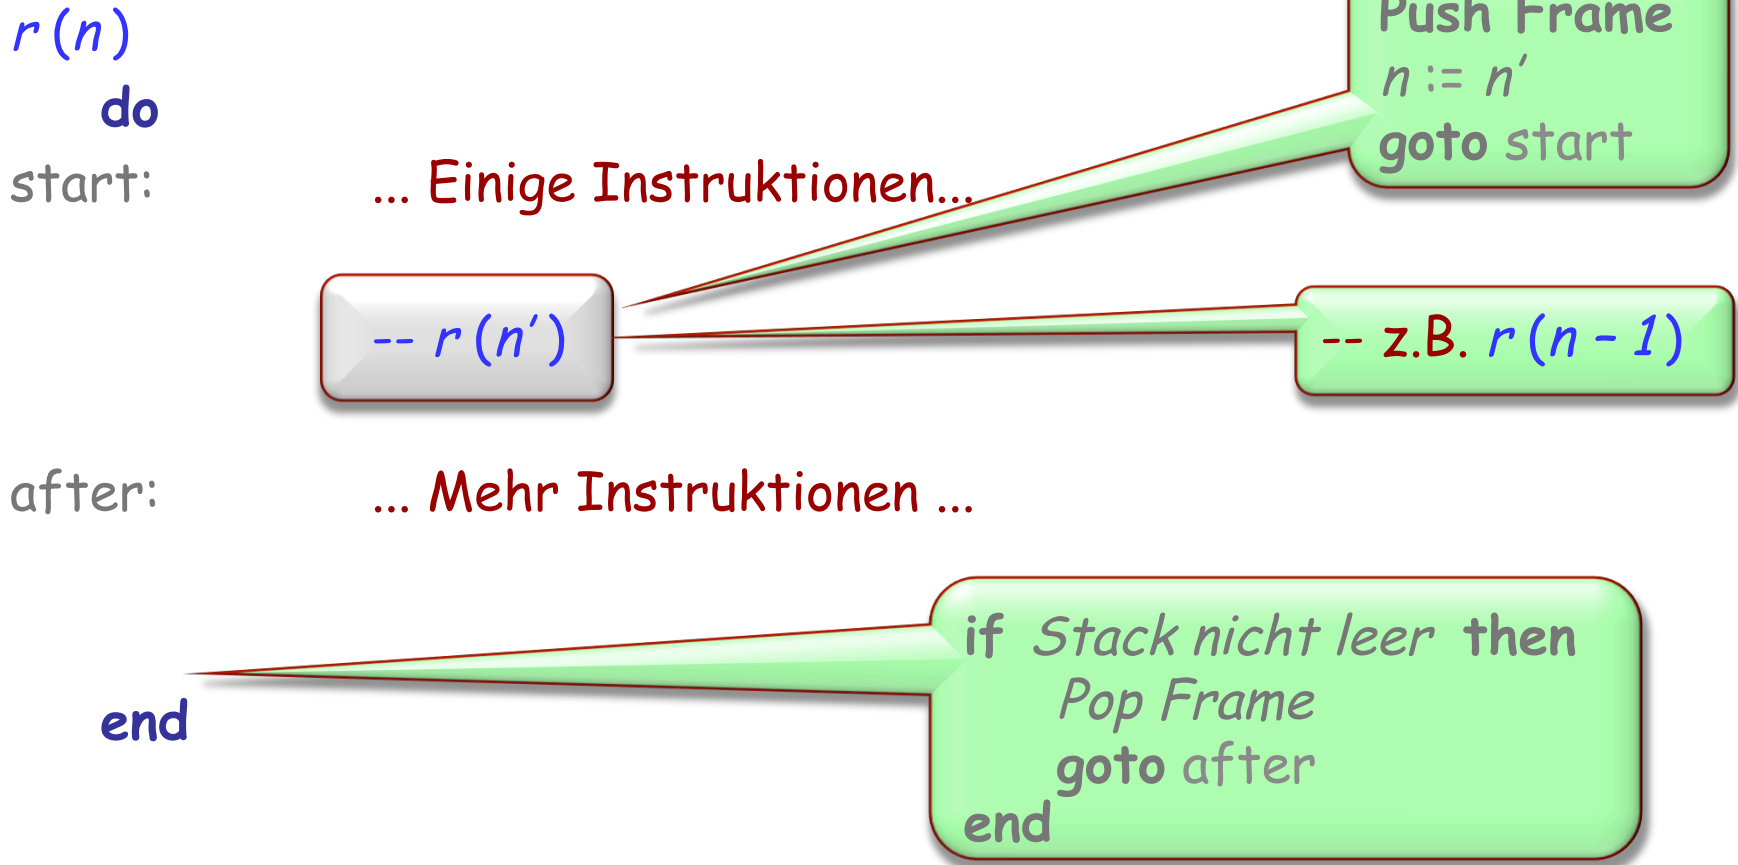 r (n)
do
start:
... Einige Instruktionen...
Push Frame
n := n’
goto start
-- r (n’)
-- z.B. r (n – 1)
after:
... Mehr Instruktionen ...
if Stack nicht leer then
Pop Frame
goto after
end
end